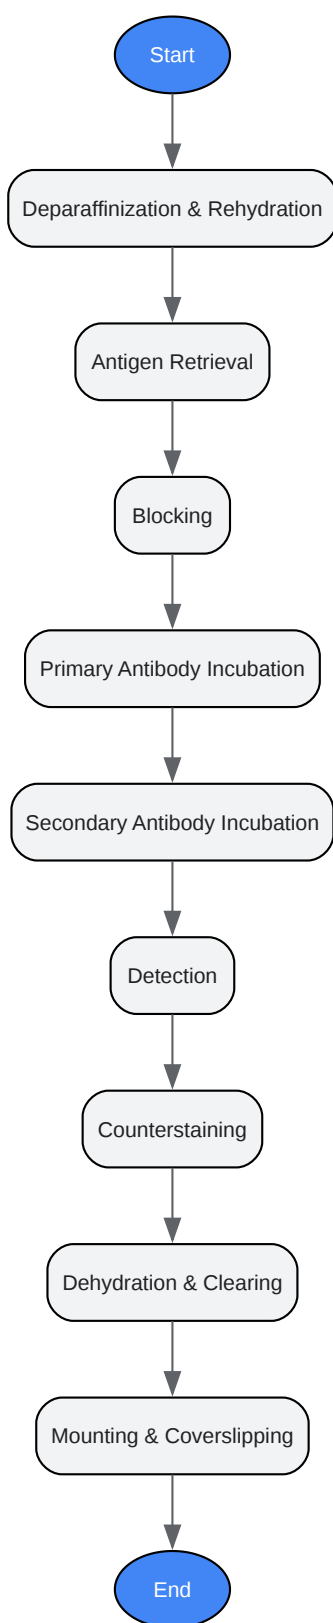 Start
Deparaffinization & Rehydration
Antigen Retrieval
Blocking
Primary Antibody Incubation
Secondary Antibody Incubation
Detection
Counterstaining
Dehydration & Clearing
Mounting & Coverslipping
End